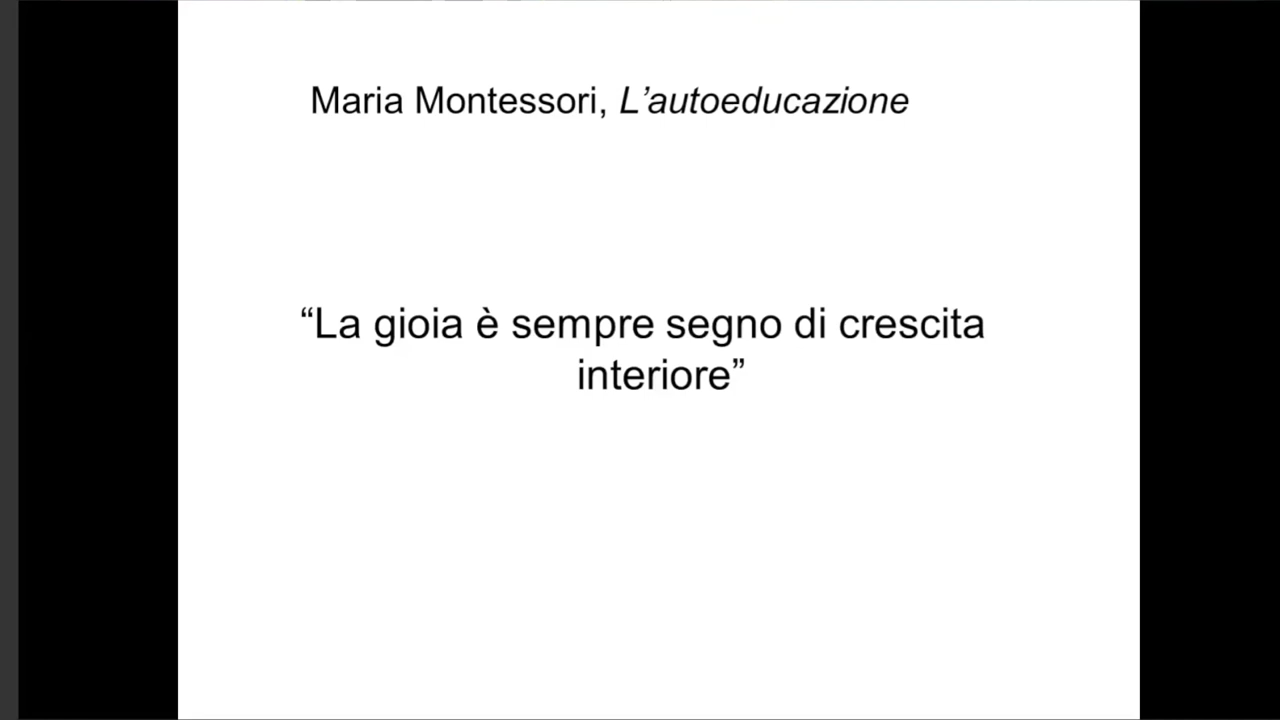 Maria Montessori, L’autoeducazione
“La gioia è sempre segno di crescita
interiore”